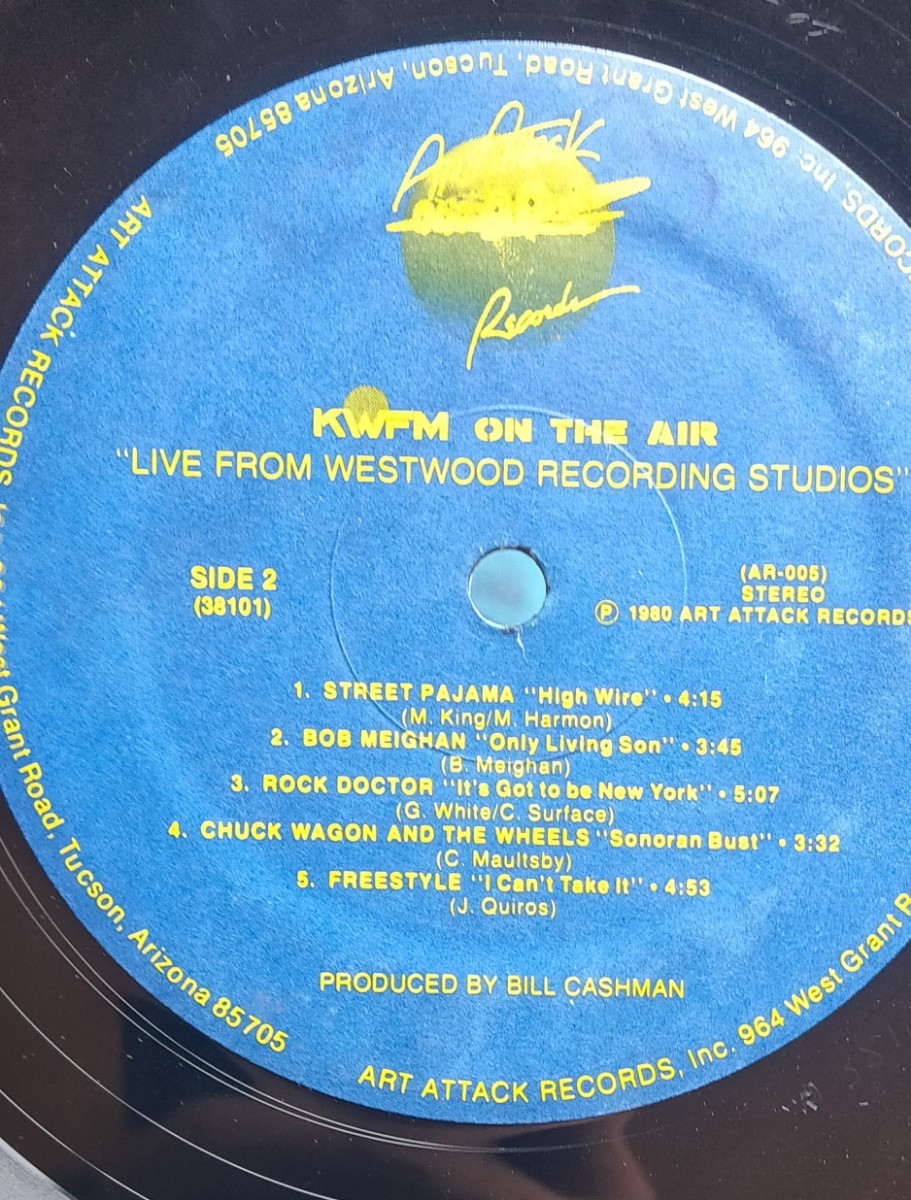 Art Attack
Records
KWFM ON THE AIR
"LIVE FROM WESTWOOD RECORDING STUDIOS"
SIDE 2
(38101)
(AR-005)
STEREO
Ⓟ 1980 ART ATTACK RECORDS
1. STREET PAJAMA "High Wire" • 4:15
(M. King/M. Harmon)
2. BOB MEIGHAN "Only Living Son" • 3:45
(B. Meighan)
3. ROCK DOCTOR "It's Got to be New York" • 5:07
(G. White/C. Surface)
4. CHUCK WAGON AND THE WHEELS "Sonoran Bust" • 3:32
(C. Maultsby)
5. FREESTYLE "I Can't Take It" • 4:53
(J. Quiros)
PRODUCED BY BILL CASHMAN
ART ATTACK RECORDS, Inc. 964 West Grant Road, Tucson, Arizona 85705
ART ATTACK RECORDS, Inc. 964 West Grant R
CORDS, Inc. 964 West Grant Road, Tucson, Arizona 85705